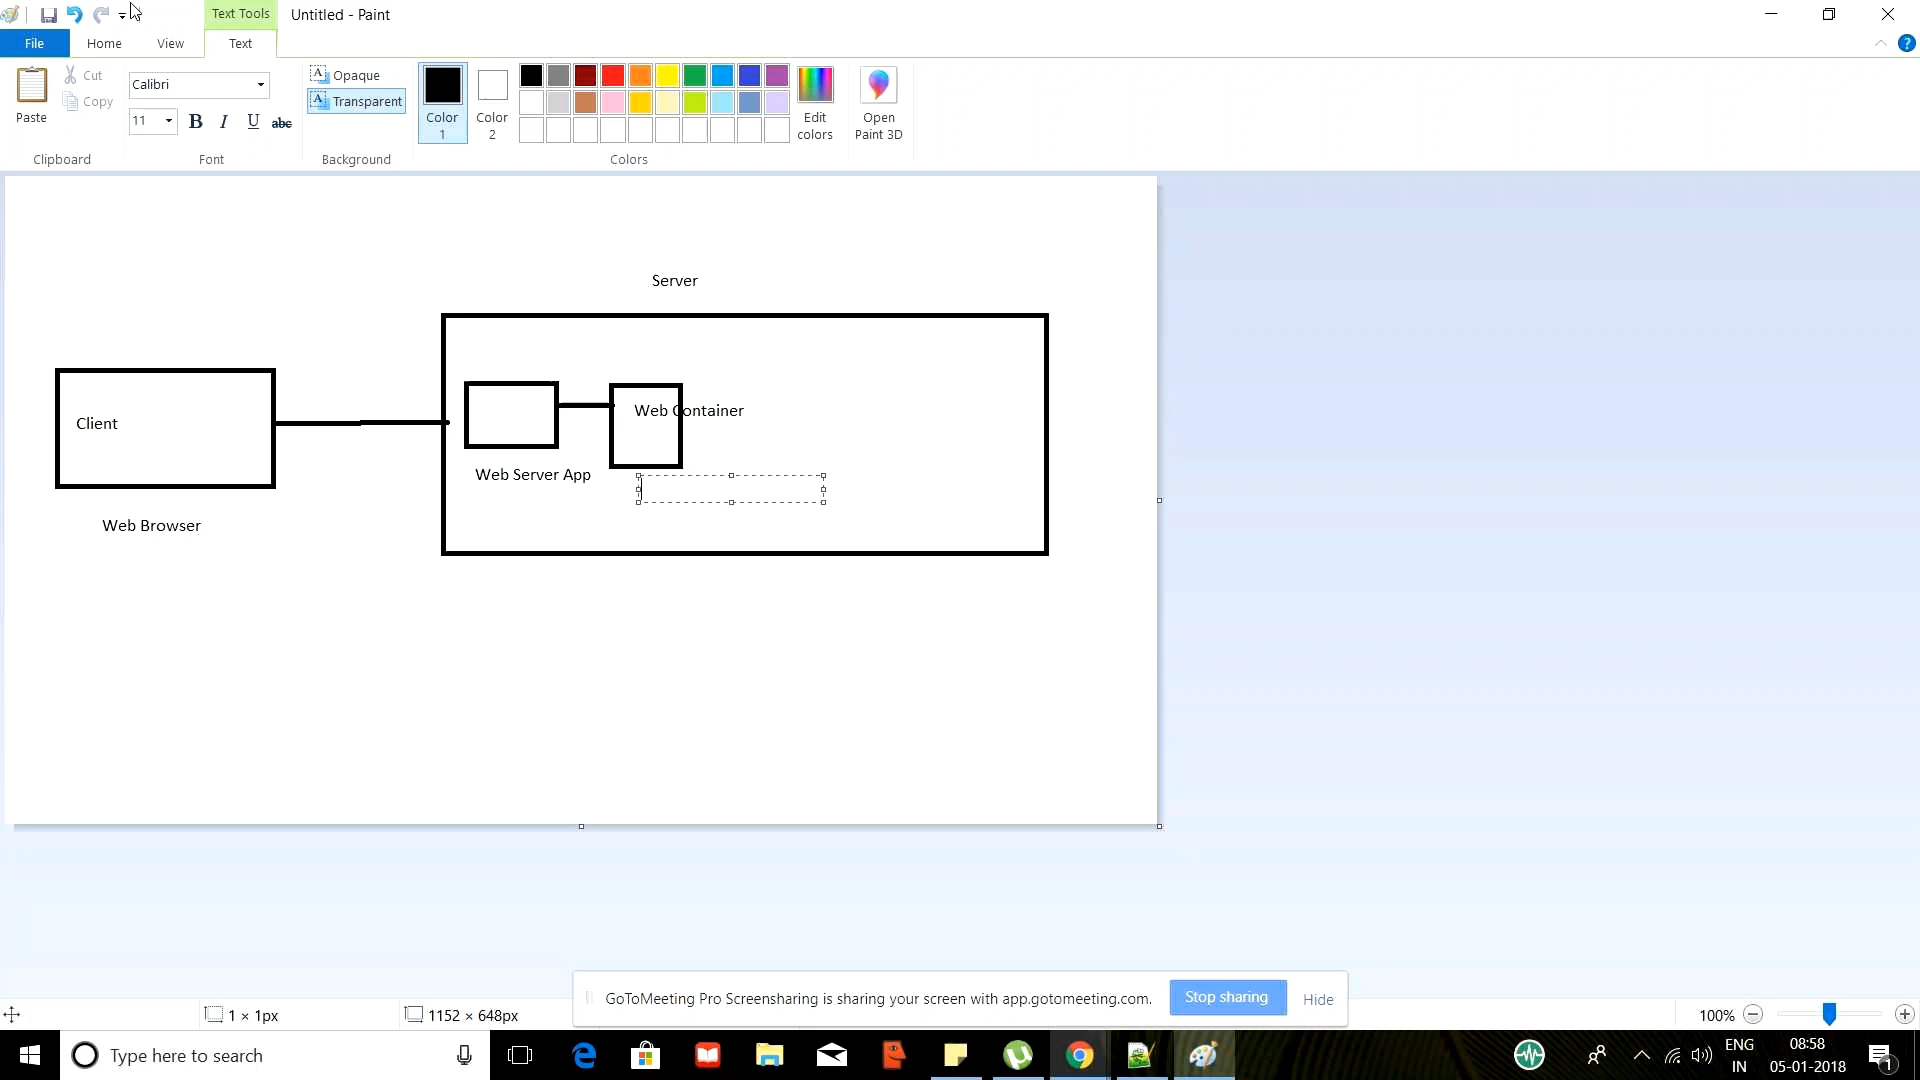 Text Tools
Untitled - Paint
File
Home
View
Text
Paste
Cut
Copy
Clipboard
Calibri
11
B I U abc
Font
Opaque
Transparent
Background
Color
1
Color
2
Edit
colors
Colors
Open
Paint 3D
Server
Client
Web Container
Web Server App
Web Browser
GoToMeeting Pro Screensharing is sharing your screen with app.gotomeeting.com.
Stop sharing
Hide
1 × 1px
1152 × 648px
100%
Type here to search
ENG
IN
08:58
05-01-2018
1